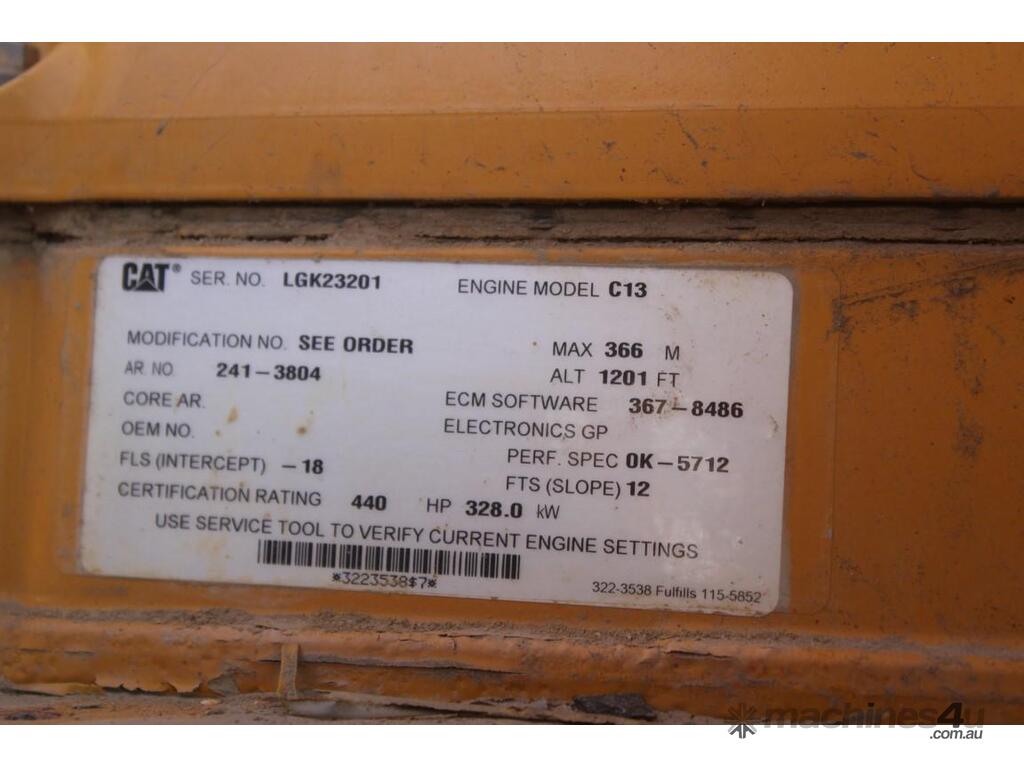 CAT® SER. NO. LGK23201 ENGINE MODEL C13
MODIFICATION NO. SEE ORDER MAX 366 M
AR. NO 241-3804 ALT 1201 FT
CORE AR. ECM SOFTWARE 367-8486
OEM NO. ELECTRONICS GP
FLS (INTERCEPT) -18 PERF. SPEC 0K-5712
FTS (SLOPE) 12
CERTIFICATION RATING 440 HP 328.0 kW
USE SERVICE TOOL TO VERIFY CURRENT ENGINE SETTINGS
*3223538$7*
322-3538 Fulfills 115-5852
machines4u
.com.au